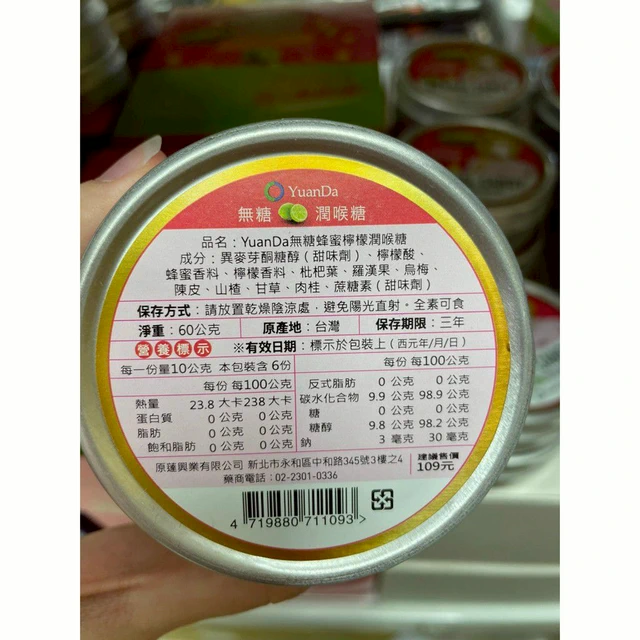 YuanDa
無糖 潤喉糖
品名：YuanDa無糖蜂蜜檸檬潤喉糖
成分：異麥芽酮糖醇（甜味劑）、檸檬酸、
蜂蜜香料、檸檬香料、枇杷葉、羅漢果、烏梅、
陳皮、山楂、甘草、肉桂、蔗糖素（甜味劑）
保存方式：請放置乾燥陰涼處，避免陽光直射。全素可食
淨重：60公克 原產地：台灣 保存期限：三年
營養標示 ※有效日期：標示於包裝上（西元年/月/日）
每一份量10公克 本包裝含 6份
每份 每100公克 每份 每100公克
熱量 23.8 大卡 238 大卡 反式脂肪 0 公克 0 公克
蛋白質 0 公克 0 公克 碳水化合物 9.9 公克 98.9 公克
脂肪 0 公克 0 公克 糖 0 公克 0 公克
飽和脂肪 0 公克 0 公克 糖醇 9.8 公克 98.2 公克
鈉 3 毫克 30 毫克
原蓮興業有限公司 新北市永和區中和路345號3樓之4
藥商電話：02-2301-0336
建議售價
109元
4 719880 711093>